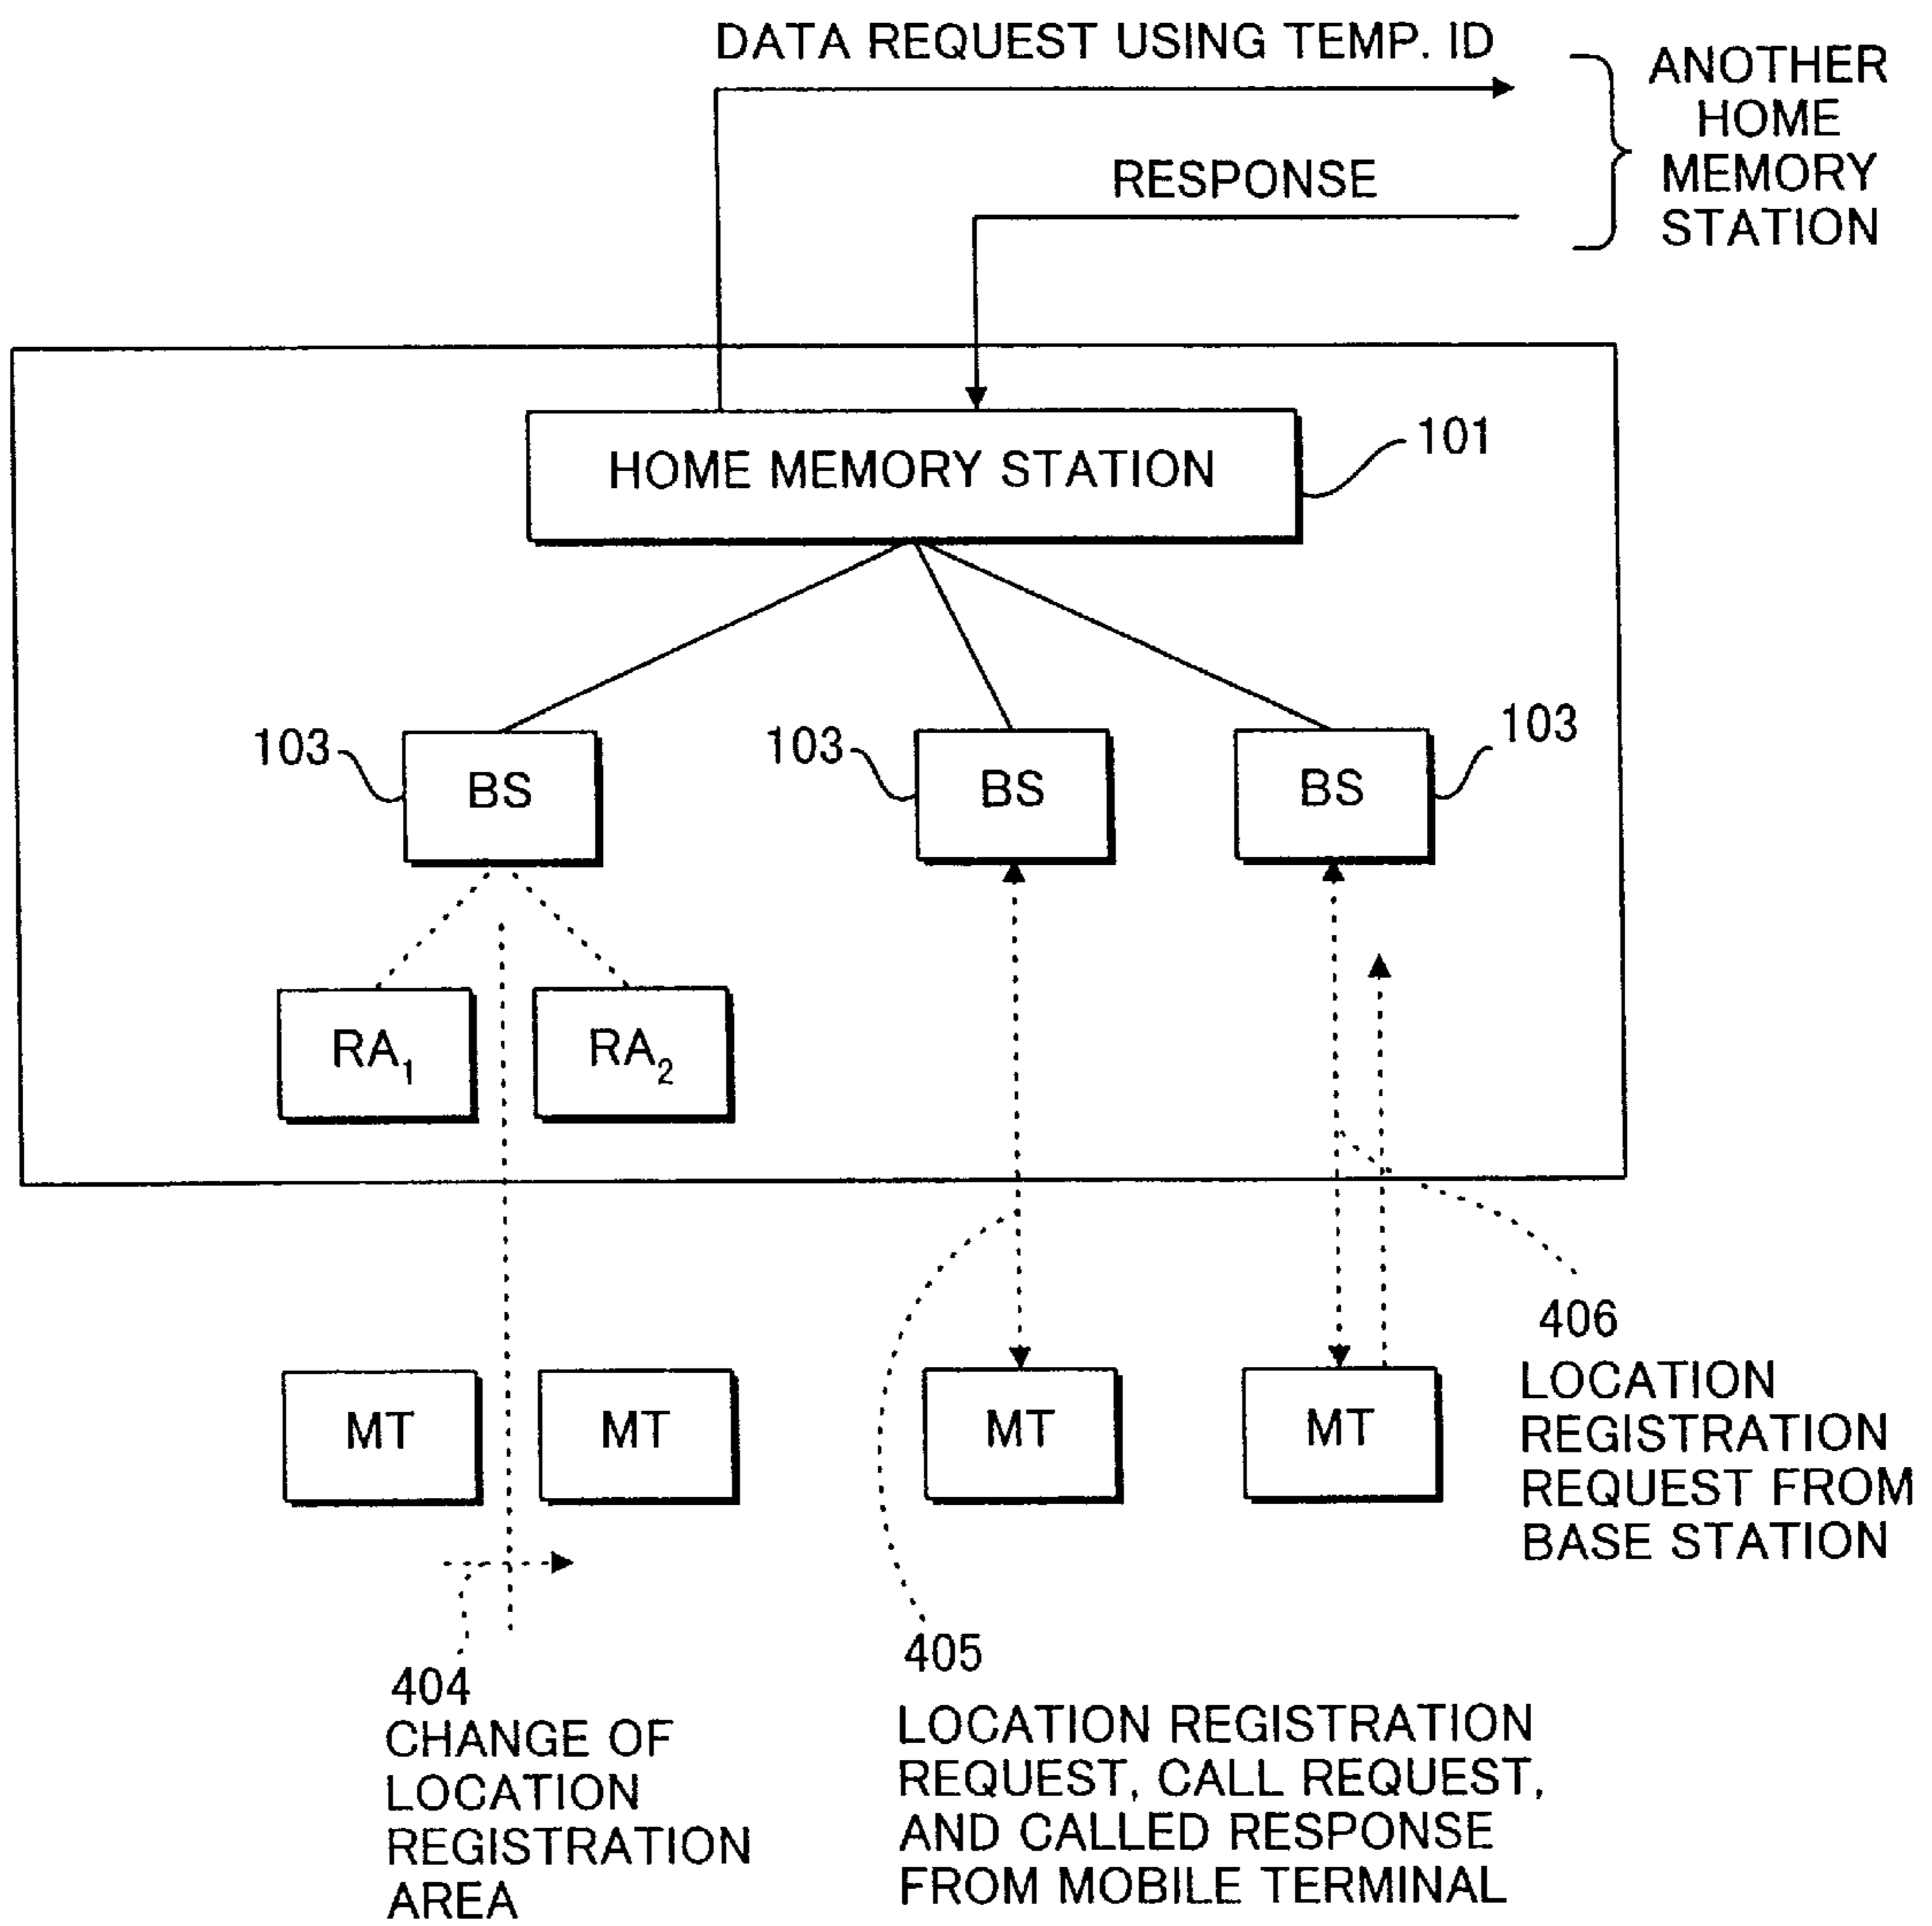 DATA REQUEST USING TEMP. ID
ANOTHER
HOME
MEMORY
STATION
RESPONSE
HOME MEMORY STATION
101
103
BS
103
BS
103
BS
RA1
RA2
MT
MT
MT
MT
406
LOCATION
REGISTRATION
REQUEST FROM
BASE STATION
404
CHANGE OF
LOCATION
REGISTRATION
AREA
405
LOCATION REGISTRATION
REQUEST, CALL REQUEST,
AND CALLED RESPONSE
FROM MOBILE TERMINAL